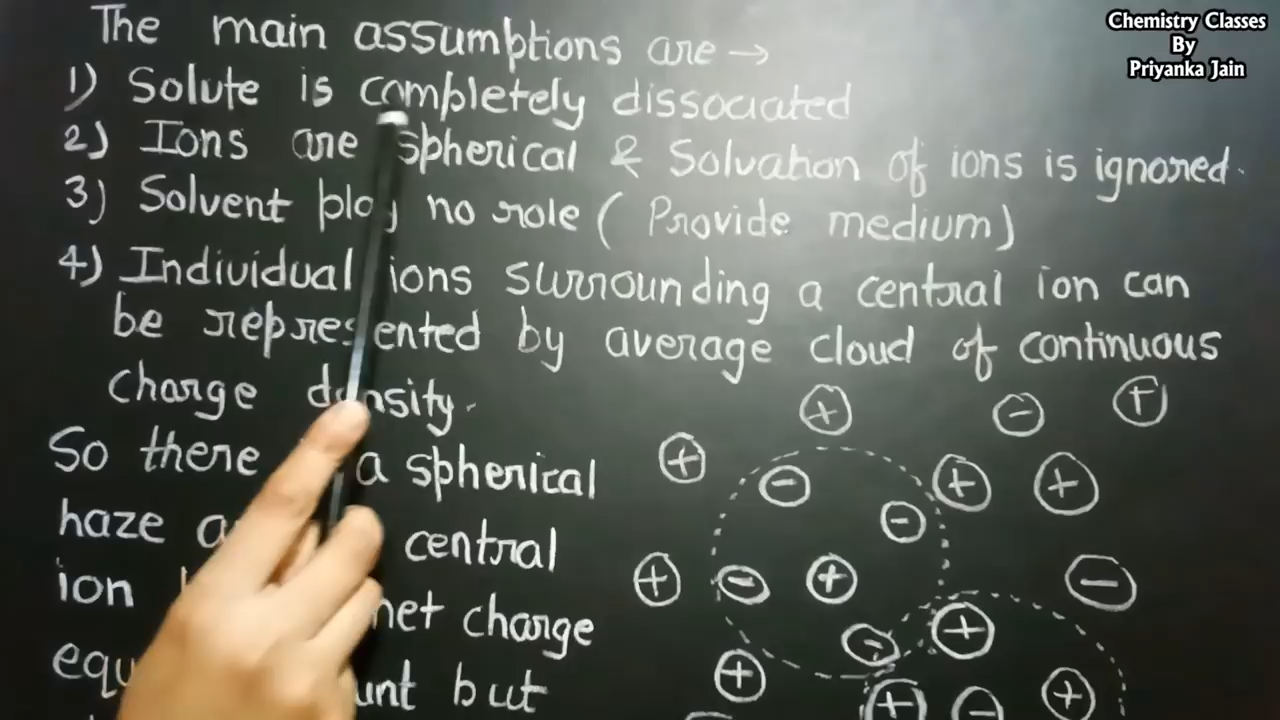 The main assumptions are →
1) Solute is completely dissociated
2) Ions are spherical & Solvation of ions is ignored.
3) Solvent play no role ( Provide medium)
4) Individual ions surrounding a central ion can
be represented by average cloud of continuous
charge density.
So there a spherical
haze central
ion net charge
but
Chemistry Classes
By
Priyanka Jain